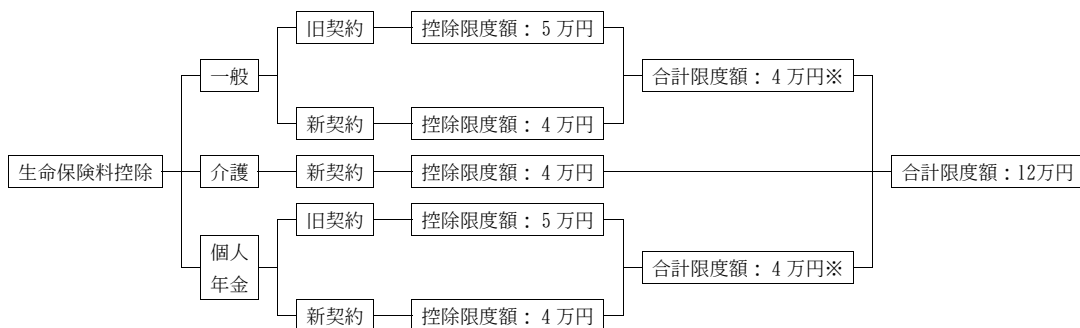 旧契約 控除限度額：5万円
一般 合計限度額：4万円※
新契約 控除限度額：4万円
生命保険料控除 介護 新契約 控除限度額：4万円 合計限度額：12万円
旧契約 控除限度額：5万円
個人
年金
合計限度額：4万円※
新契約 控除限度額：4万円